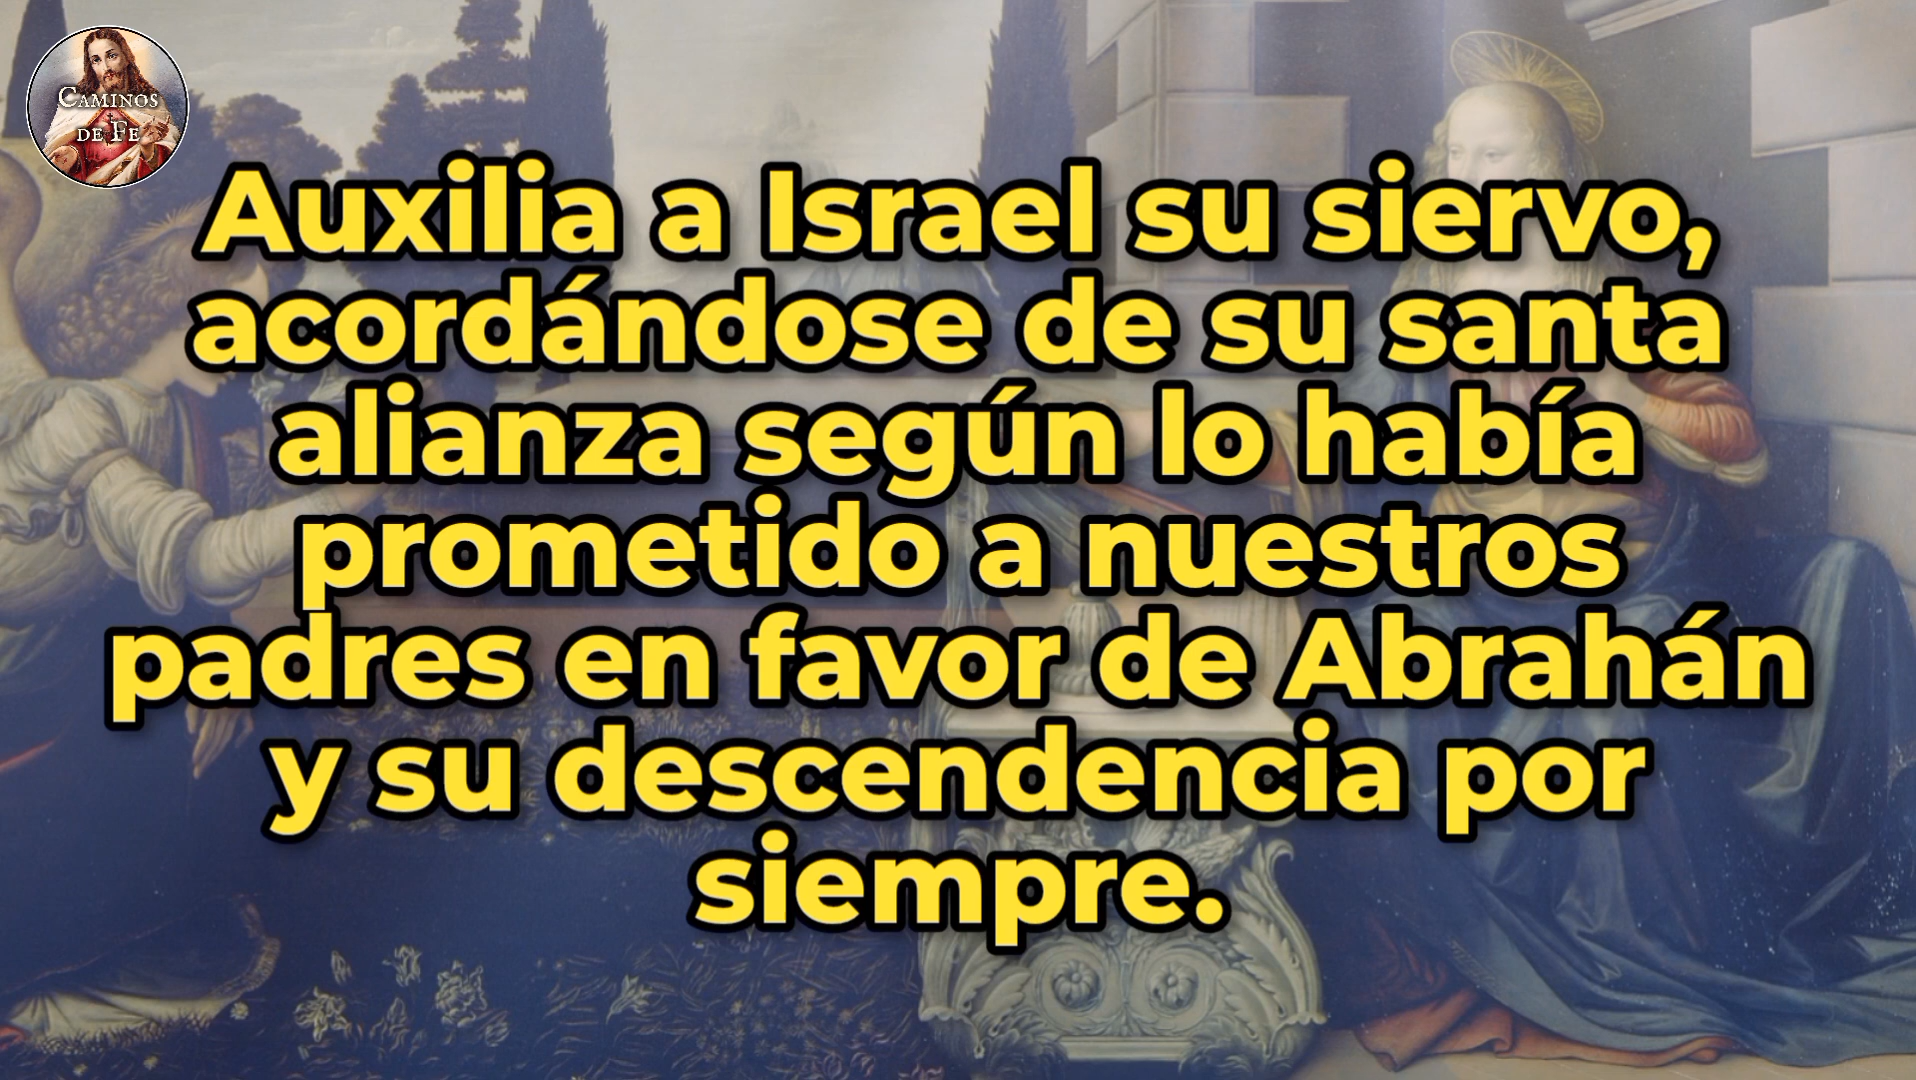 CAMINOS
DE FE
Auxilia a Israel su siervo,
acordándose de su santa
alianza según lo había
prometido a nuestros
padres en favor de Abrahán
y su descendencia por
siempre.